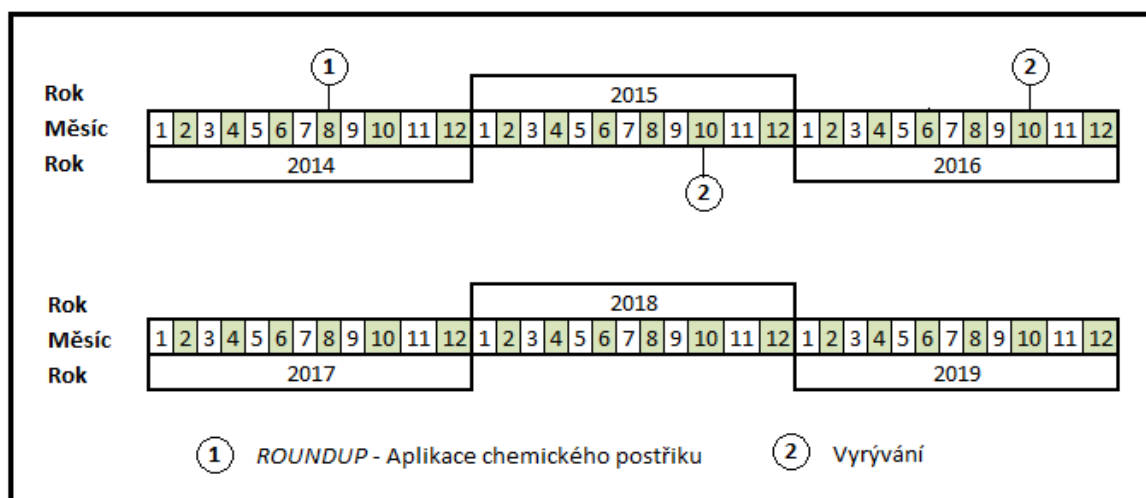 1 2
Rok 2015
Měsíc 1 2 3 4 5 6 7 8 9 10 11 12 1 2 3 4 5 6 7 8 9 10 11 12 1 2 3 4 5 6 7 8 9 10 11 12
Rok 2014 2016
2
Rok 2018
Měsíc 1 2 3 4 5 6 7 8 9 10 11 12 1 2 3 4 5 6 7 8 9 10 11 12 1 2 3 4 5 6 7 8 9 10 11 12
Rok 2017 2019
1 ROUNDUP - Aplikace chemického postřiku 2 Vyrývání